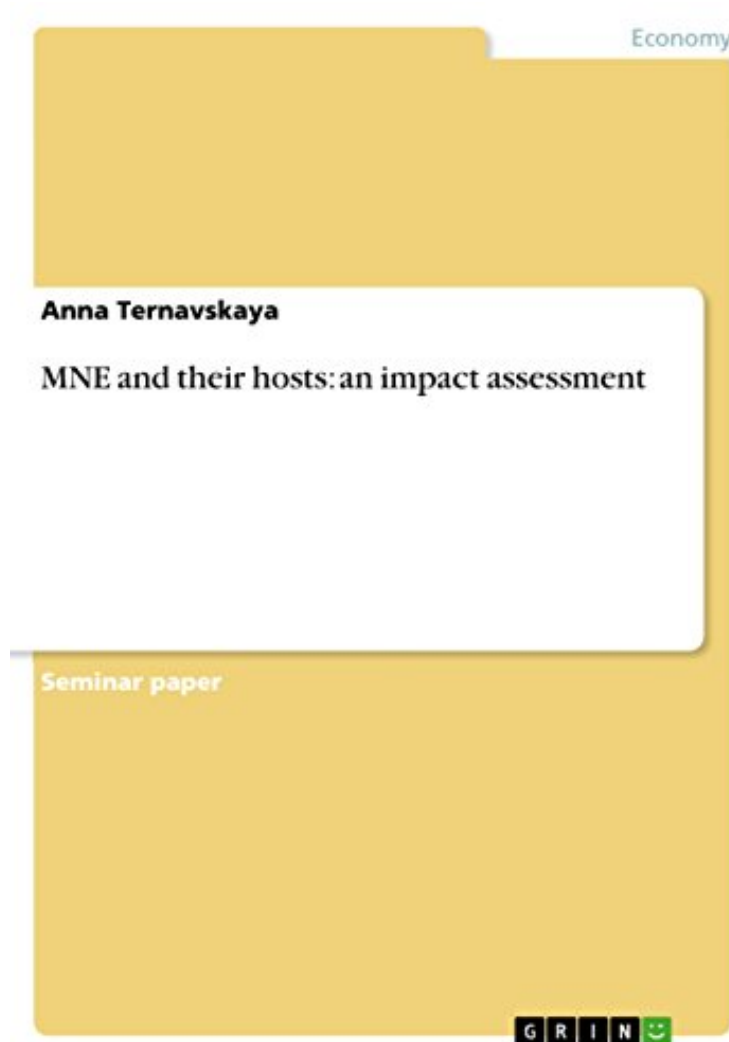 Economy
Anna Ternavskaya
MNE and their hosts: an impact assessment
Seminar paper
GRIN